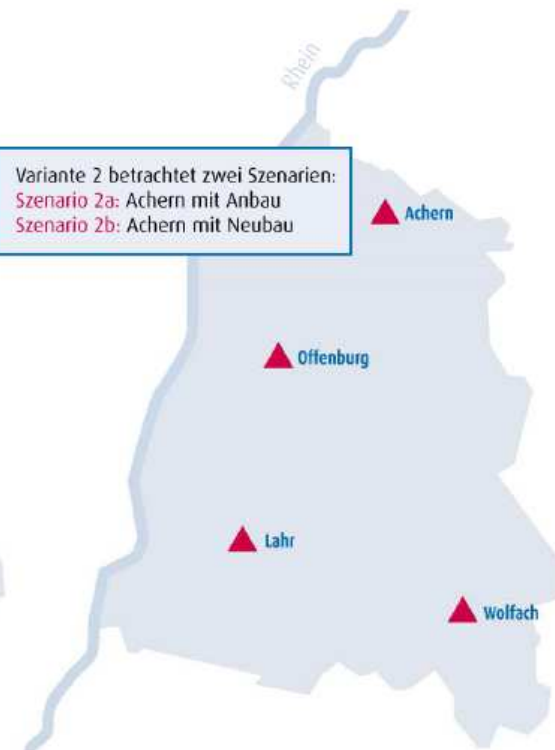 Rhein
Variante 2 betrachtet zwei Szenarien:
Szenario 2a: Achern mit Anbau
Szenario 2b: Achern mit Neubau
Achern
Offenburg
Lahr
Wolfach